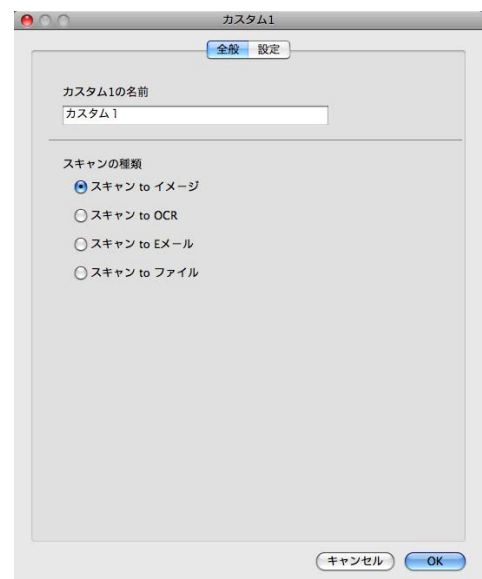 カスタム1
全般 設定
カスタム1の名前
カスタム1
スキャンの種類
スキャン to イメージ
スキャン to OCR
スキャン to Eメール
スキャン to ファイル
キャンセル OK